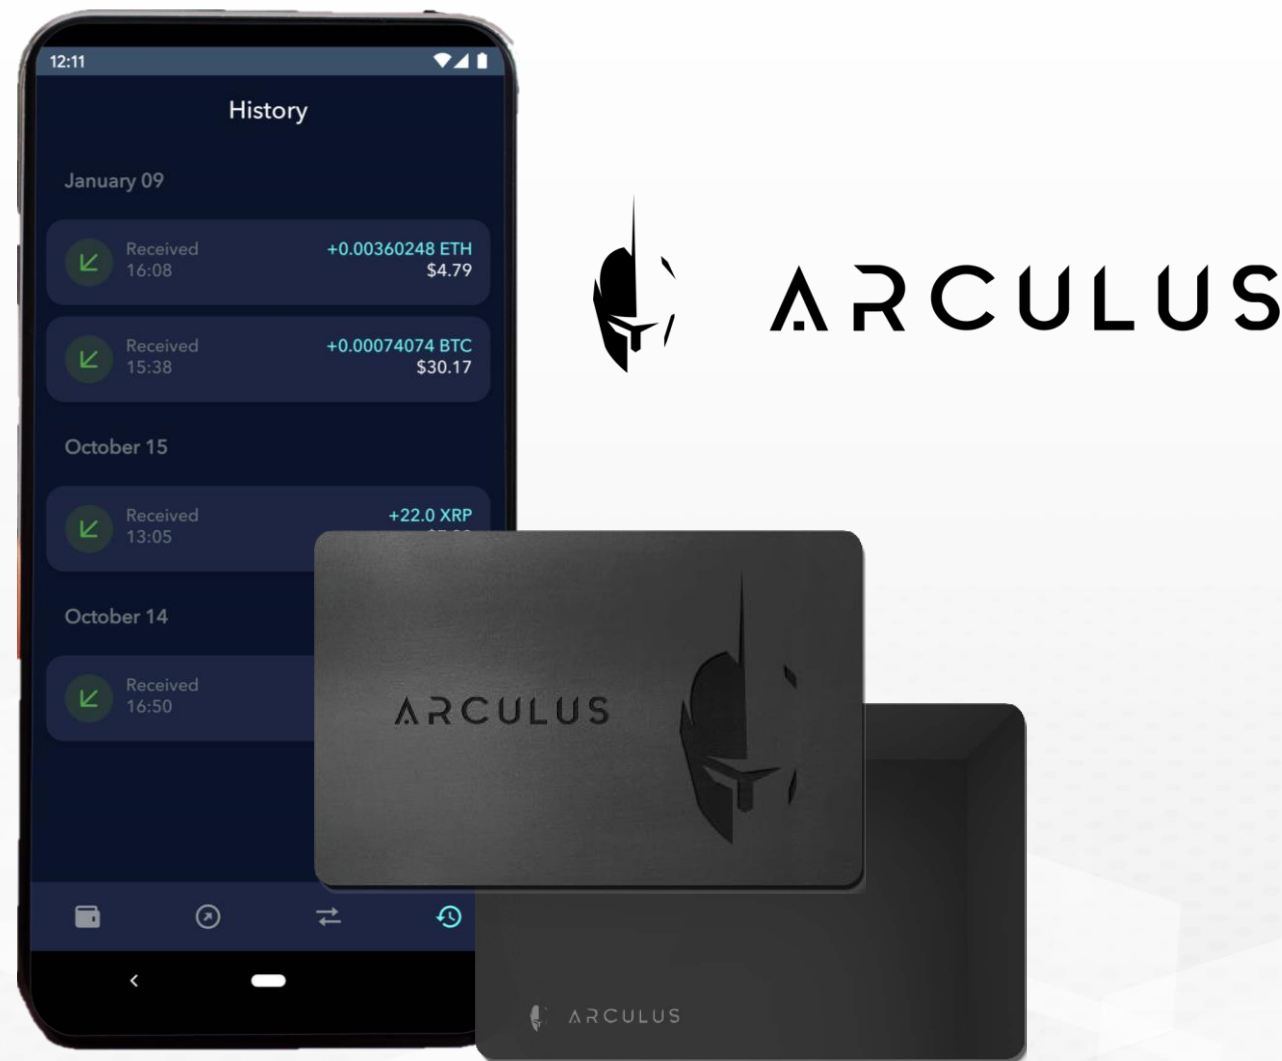 12:11
History
January 09
Received +0.00360248 ETH
16:08 $4.79
Received +0.00074074 BTC
15:38 $30.17
October 15
Received +22.0 XRP
13:05
October 14
Received
16:50
ARCULUS
ARCULUS
ARCULUS